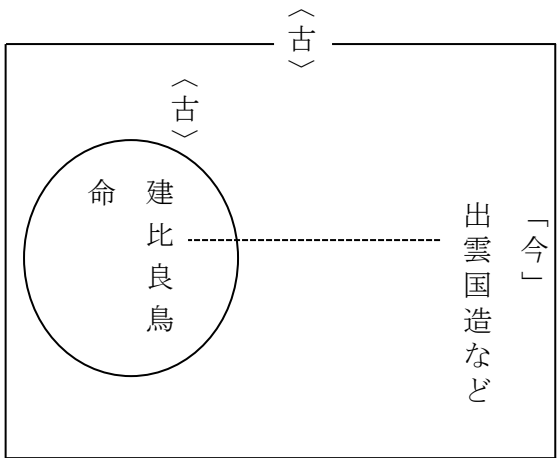 〈古〉
「今」
出雲国造など
〈古〉
建比良鳥
命